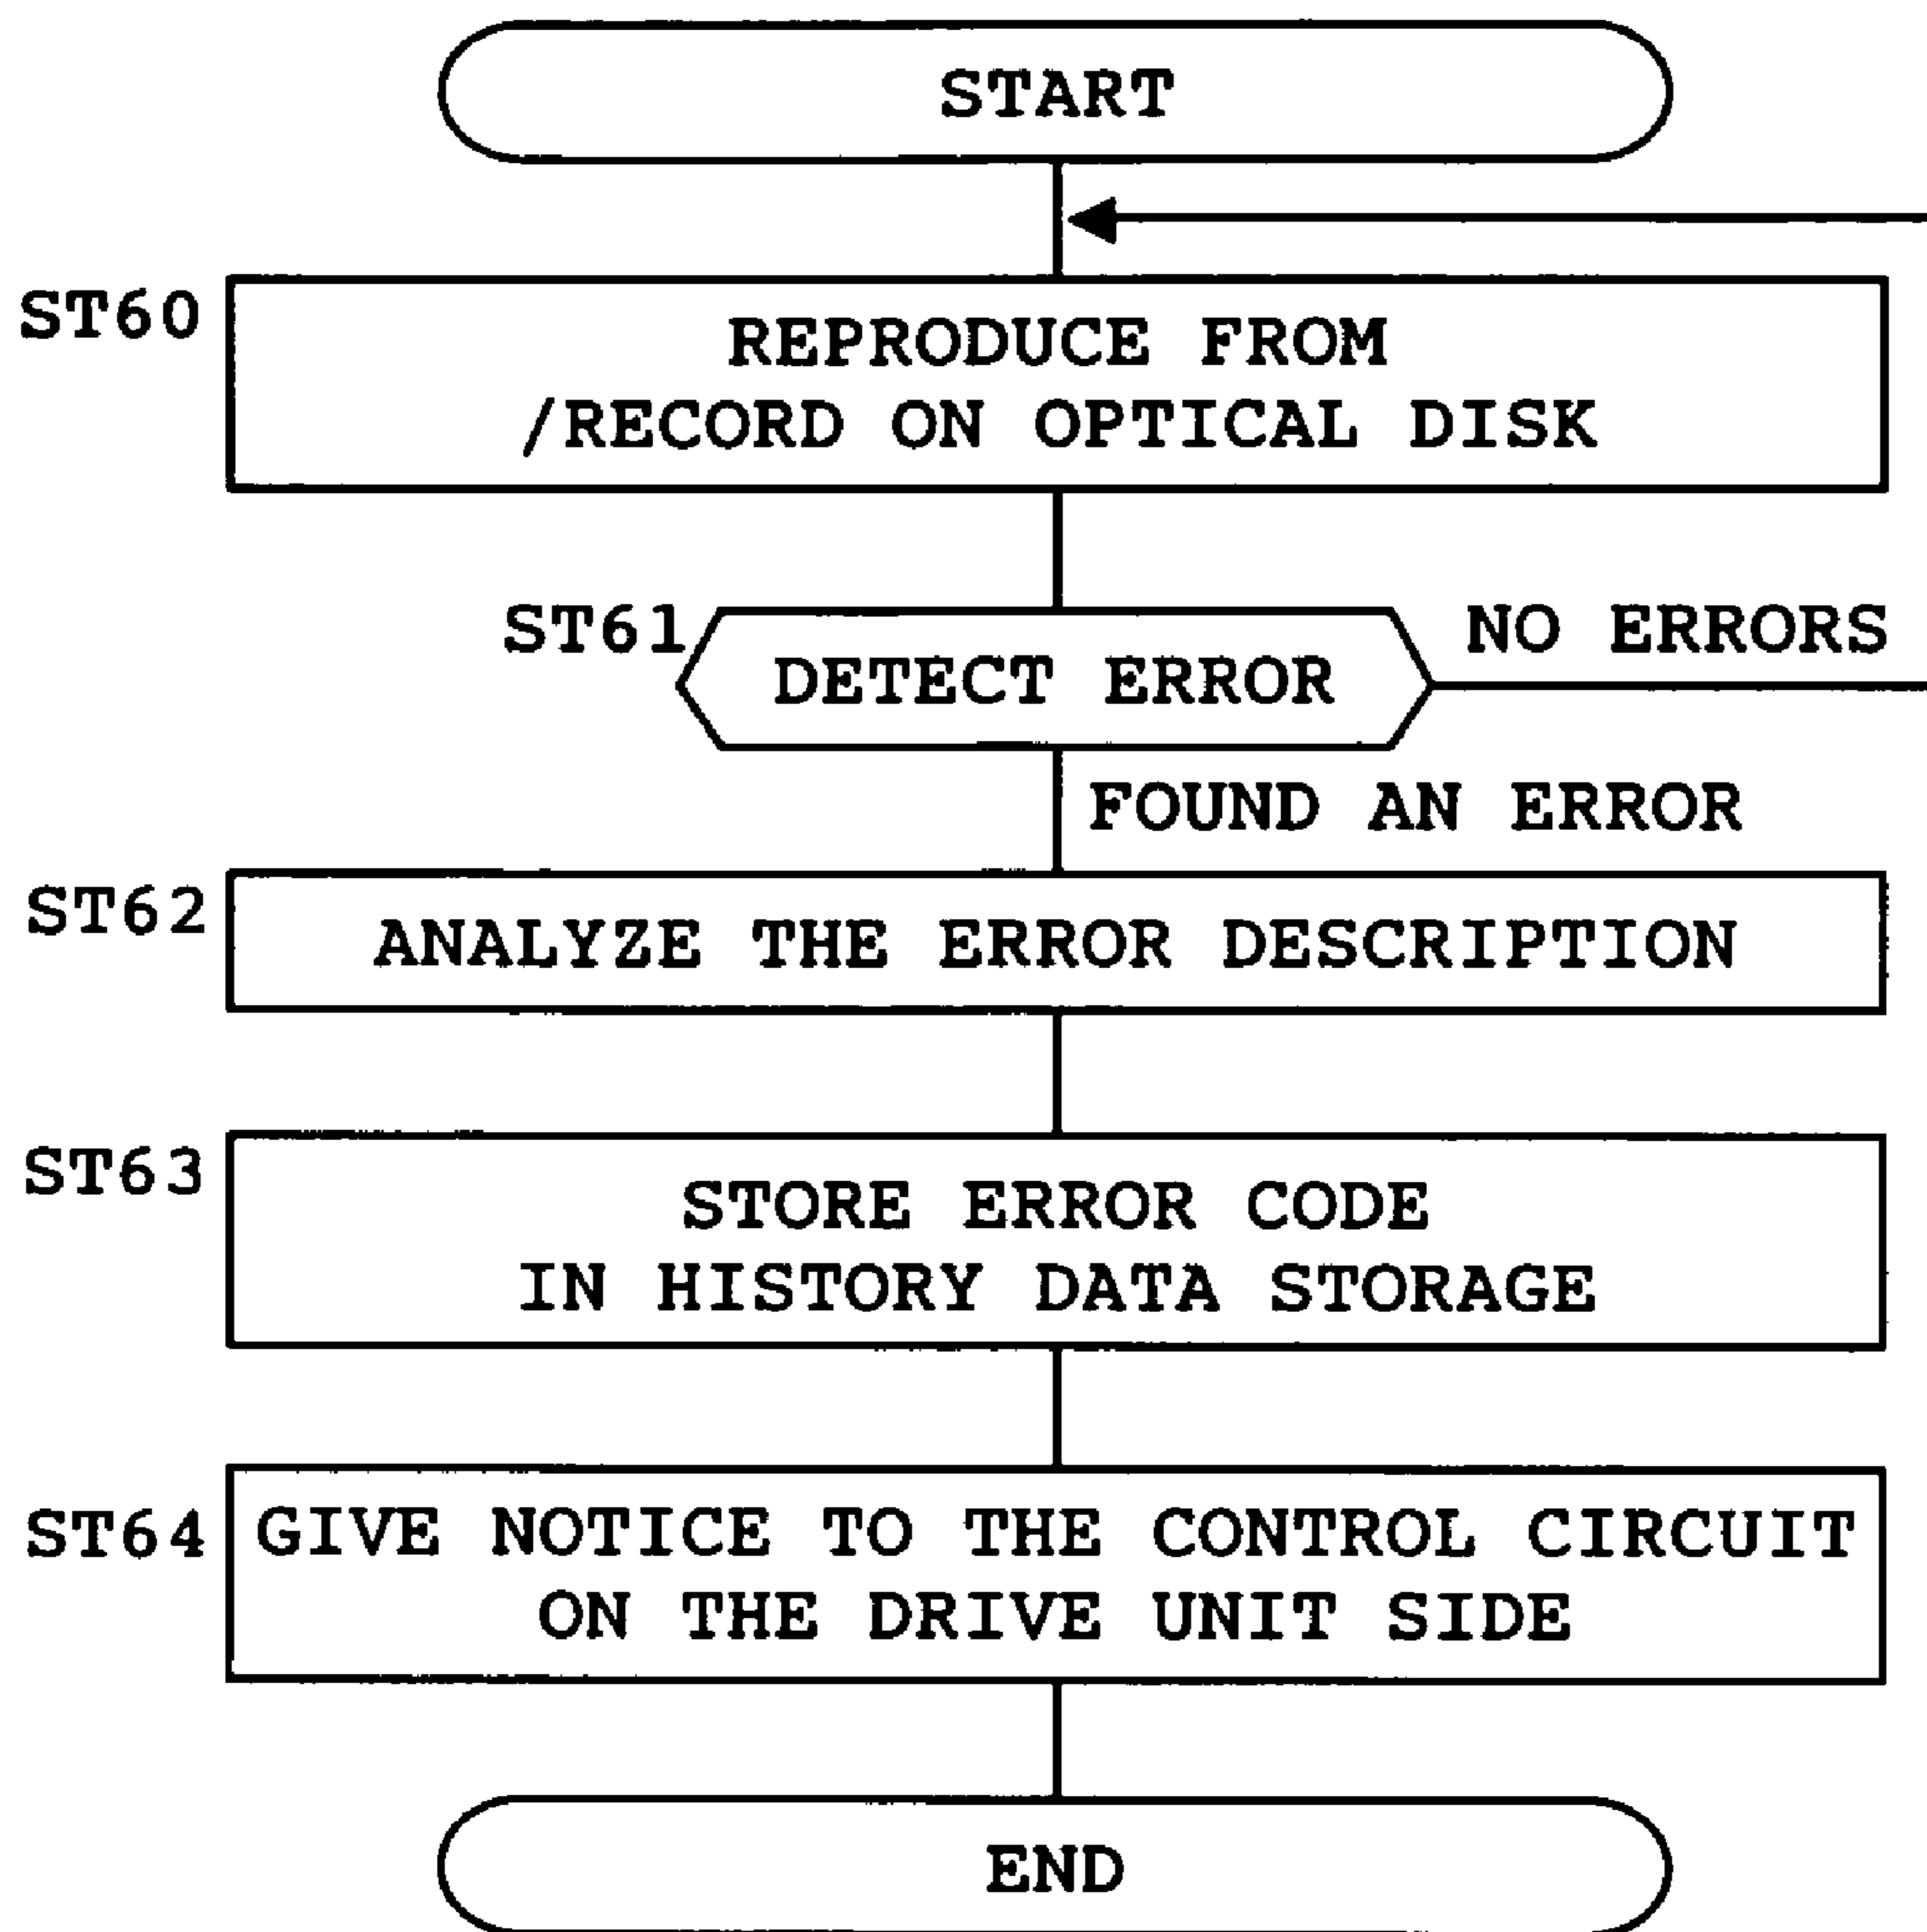 START
ST60
REPRODUCE FROM
/RECORD ON OPTICAL DISK
ST61
DETECT ERROR
NO ERRORS
FOUND AN ERROR
ST62
ANALYZE THE ERROR DESCRIPTION
ST63
STORE ERROR CODE
IN HISTORY DATA STORAGE
ST64
GIVE NOTICE TO THE CONTROL CIRCUIT
ON THE DRIVE UNIT SIDE
END